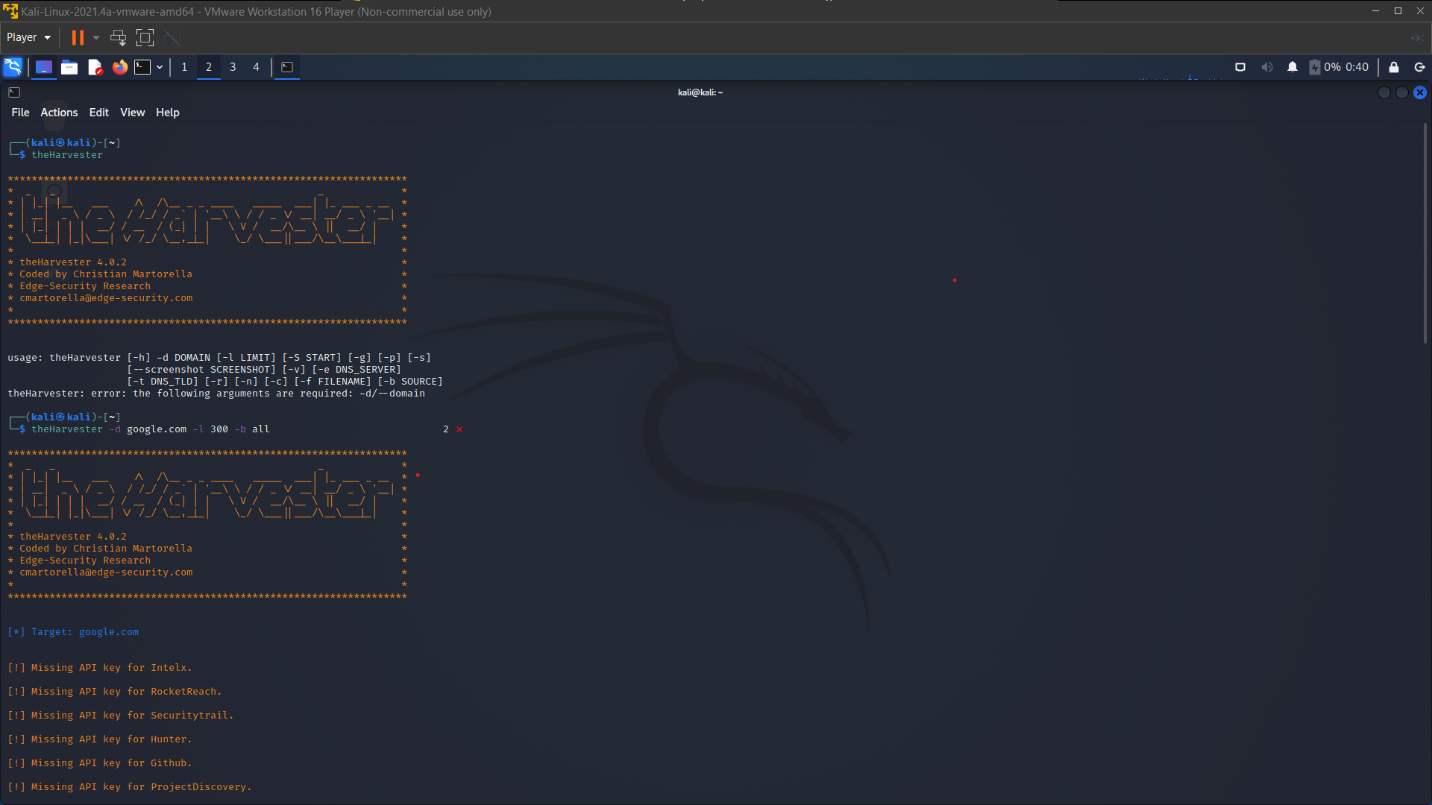 Kali-Linux-2021.4a-vmware-amd64 - VMware Workstation 16 Player (Non-commercial use only)
Player
1 2 3 4
0% 0:40
kali@kali: ~
File Actions Edit View Help
┌──(kali㉿kali)-[~]
└─$ theHarvester
*******************************************************************
* theHarvester 4.0.2 *
* Coded by Christian Martorella *
* Edge-Security Research *
* cmartorella@edge-security.com *
* *
*******************************************************************
usage: theHarvester [-h] -d DOMAIN [-l LIMIT] [-S START] [-g] [-p] [-s]
[--screenshot SCREENSHOT] [-v] [-e DNS_SERVER]
[-t DNS_TLD] [-r] [-n] [-c] [-f FILENAME] [-b SOURCE]
theHarvester: error: the following arguments are required: -d/--domain
┌──(kali㉿kali)-[~]
└─$ theHarvester -d google.com -l 300 -b all 2 ⨯
*******************************************************************
* theHarvester 4.0.2 *
* Coded by Christian Martorella *
* Edge-Security Research *
* cmartorella@edge-security.com *
* *
*******************************************************************
[*] Target: google.com
[!] Missing API key for Intelx.
[!] Missing API key for RocketReach.
[!] Missing API key for Securitytrail.
[!] Missing API key for Hunter.
[!] Missing API key for Github.
[!] Missing API key for ProjectDiscovery.